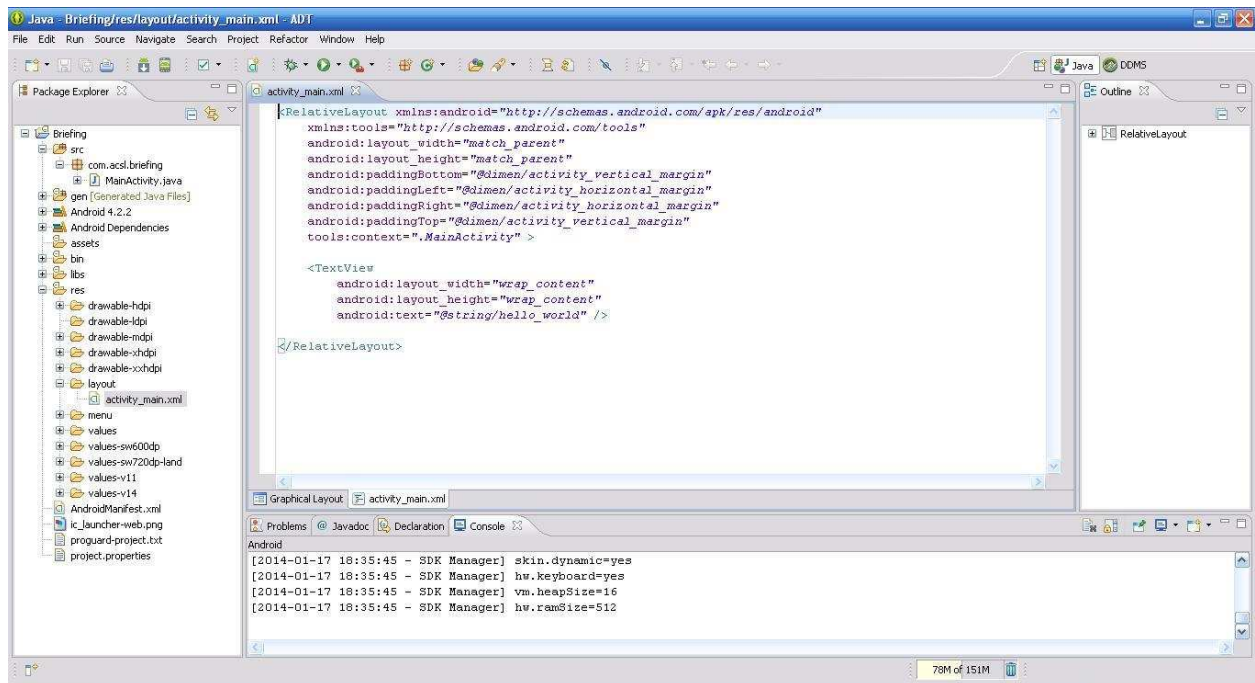 Java - Briefing/res/layout/activity_main.xml - ADT
File Edit Run Source Navigate Search Project Refactor Window Help
Java DDMS
Package Explorer
Briefing
src
com.acsl.briefing
MainActivity.java
gen [Generated Java Files]
Android 4.2.2
Android Dependencies
assets
bin
libs
res
drawable-hdpi
drawable-ldpi
drawable-mdpi
drawable-xhdpi
drawable-xxhdpi
layout
activity_main.xml
menu
values
values-sw600dp
values-sw720dp-land
values-v11
values-v14
AndroidManifest.xml
ic_launcher-web.png
proguard-project.txt
project.properties
activity_main.xml
<RelativeLayout xmlns:android="http://schemas.android.com/apk/res/android"
xmlns:tools="http://schemas.android.com/tools"
android:layout_width="match_parent"
android:layout_height="match_parent"
android:paddingBottom="@dimen/activity_vertical_margin"
android:paddingLeft="@dimen/activity_horizontal_margin"
android:paddingRight="@dimen/activity_horizontal_margin"
android:paddingTop="@dimen/activity_vertical_margin"
tools:context=".MainActivity" >
<TextView
android:layout_width="wrap_content"
android:layout_height="wrap_content"
android:text="@string/hello_world" />
</RelativeLayout>
Graphical Layout activity_main.xml
Outline
RelativeLayout
Problems @ Javadoc Declaration Console
Android
[2014-01-17 18:35:45 - SDK Manager] skin.dynamic=yes
[2014-01-17 18:35:45 - SDK Manager] hw.keyboard=yes
[2014-01-17 18:35:45 - SDK Manager] vm.heapSize=16
[2014-01-17 18:35:45 - SDK Manager] hw.ramSize=512
78M of 151M